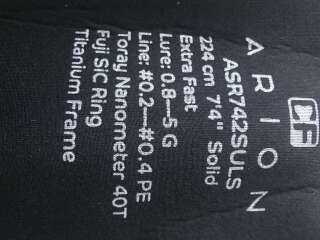 ARION
ASR742SULS
224 cm 7'4" Solid
Extra Fast
Lure: 0.8—5 G
Line: #0.2—#0.4 PE
Toray Nanometer 40T
Fuji SiC Ring
Titanium Frame